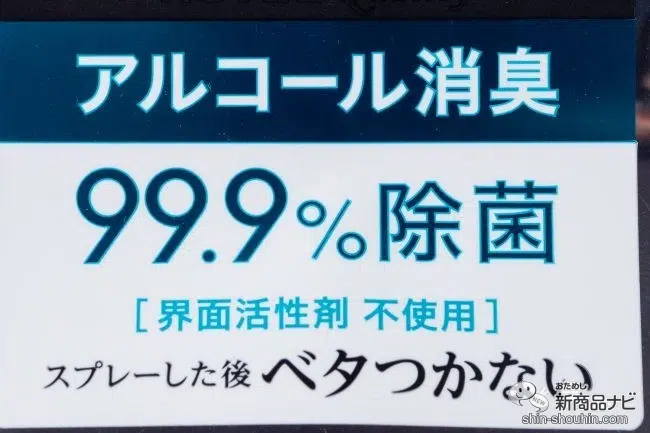 アルコール消臭
99.9%除菌
[界面活性剤 不使用]
スプレーした後ベタつかない
おためし
新商品ナビ
shin-shouhin.com